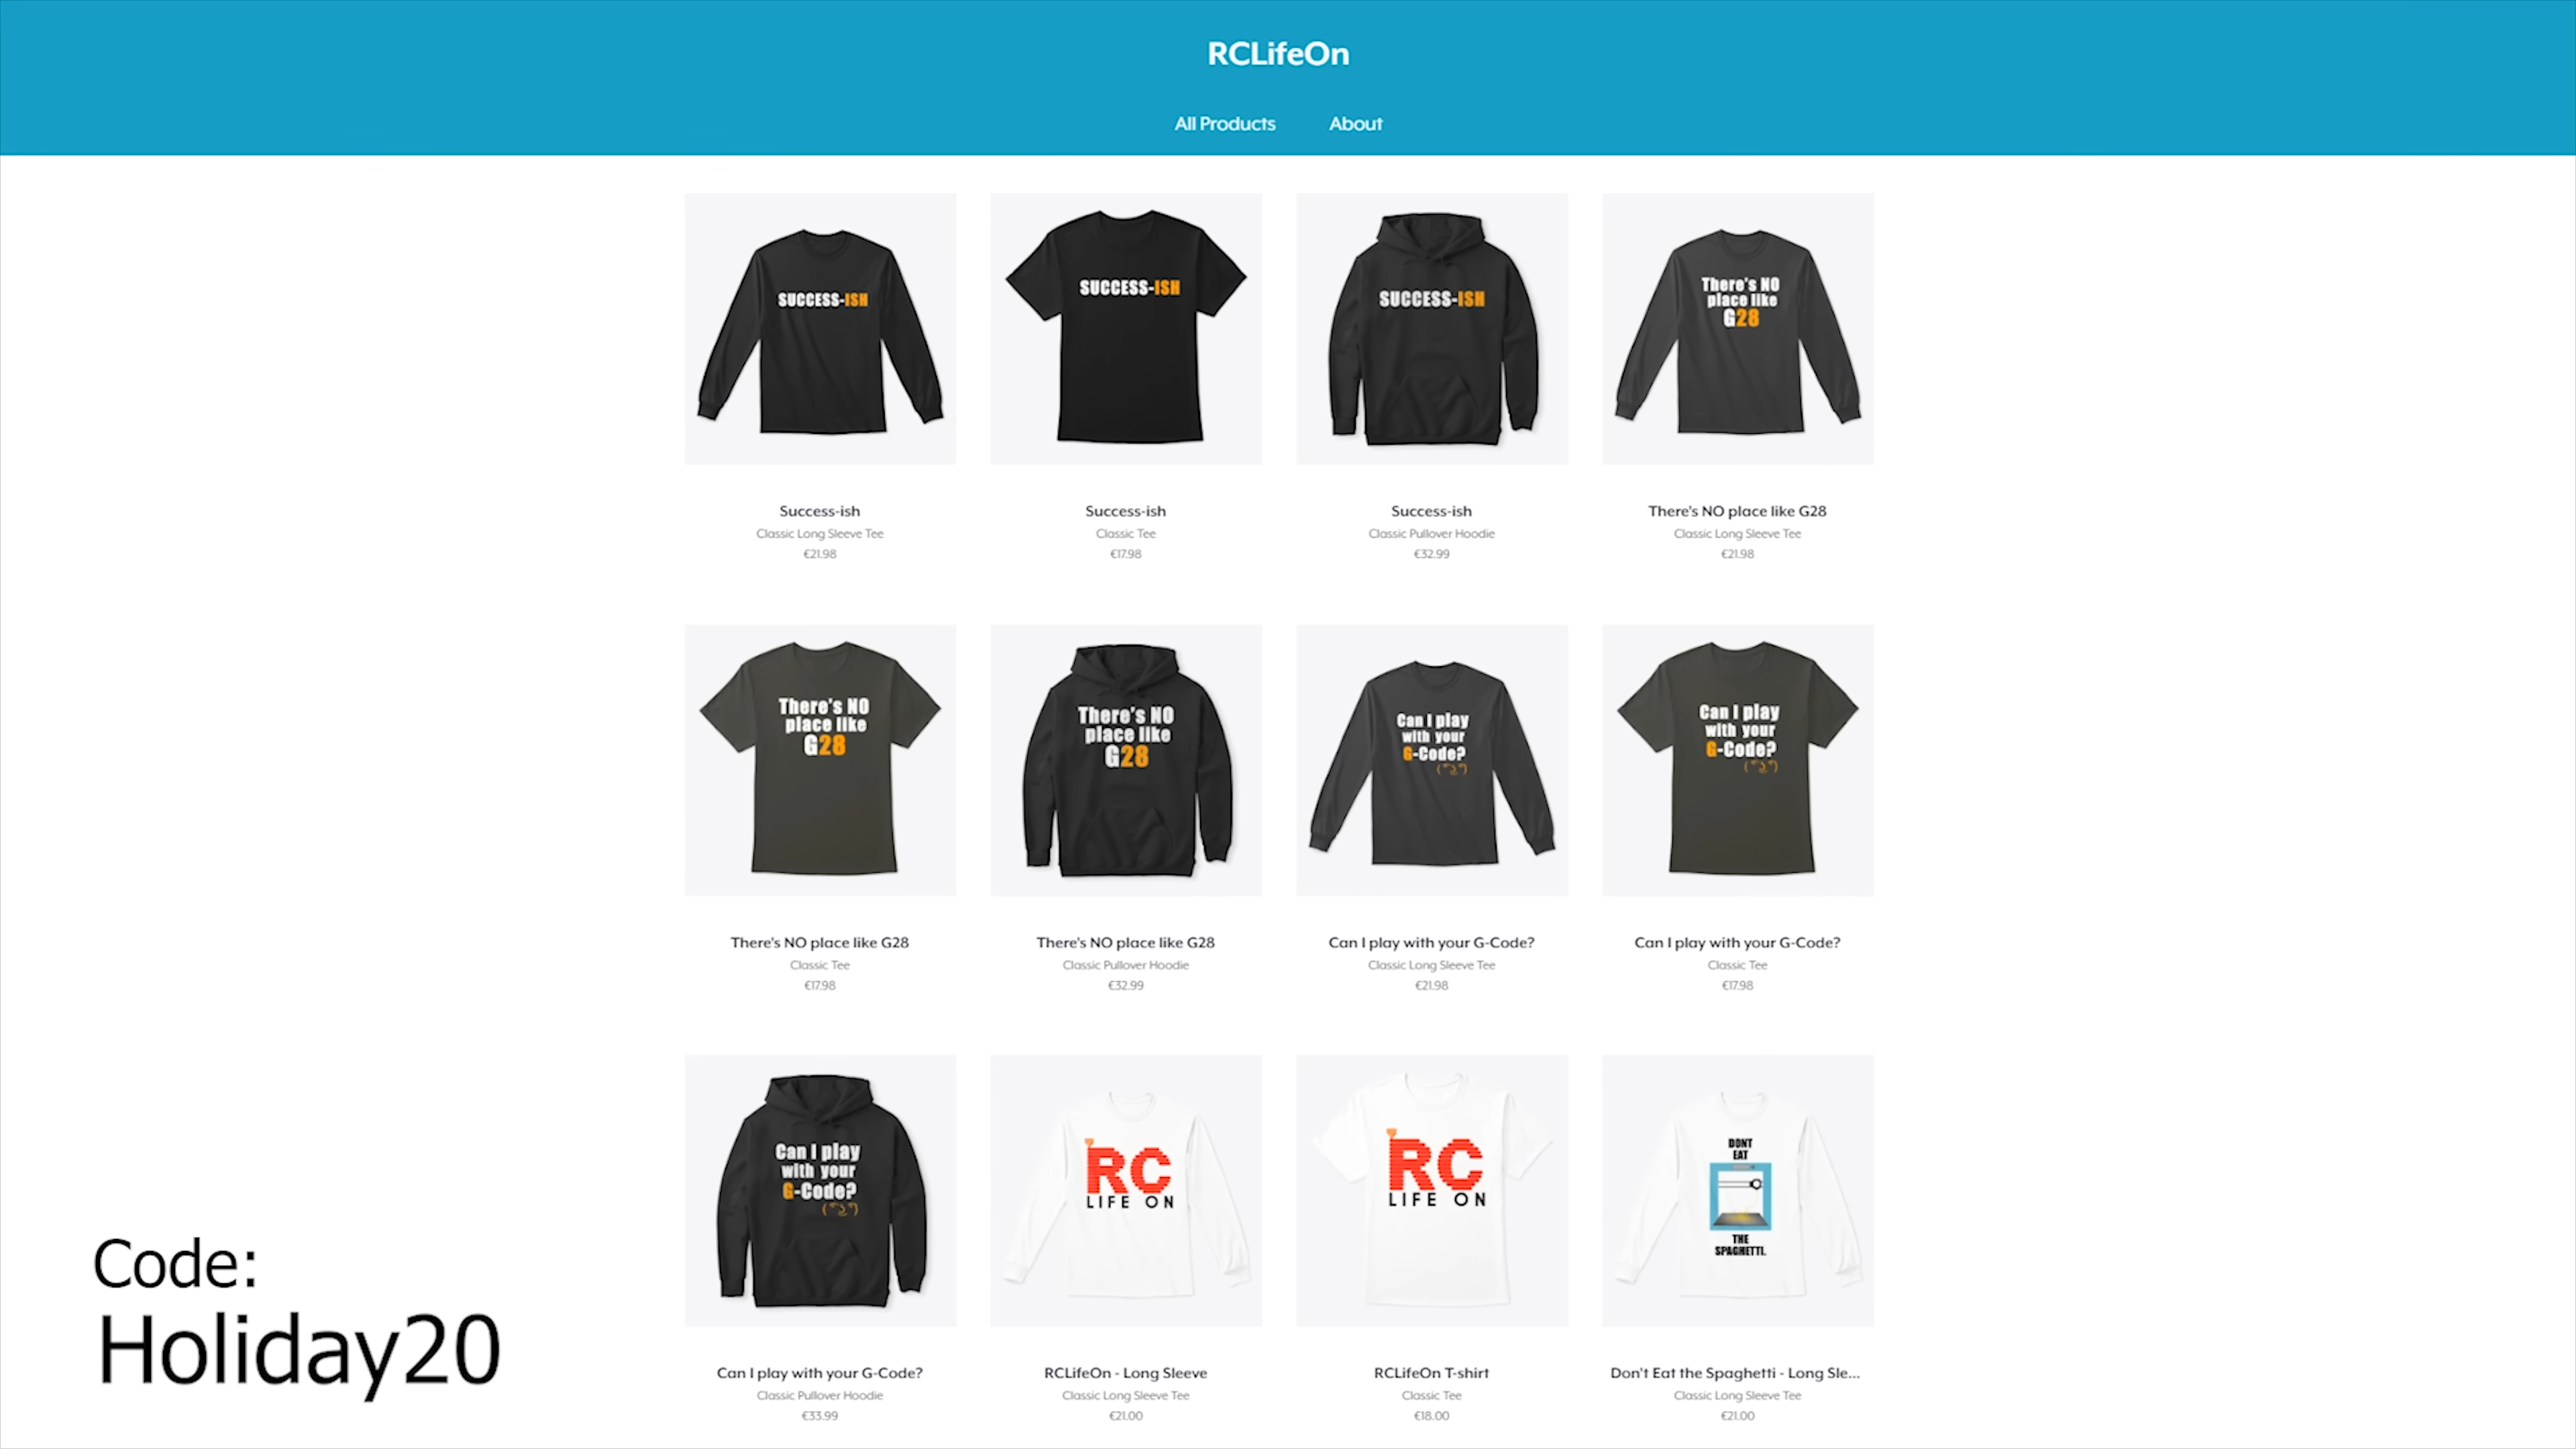 RCLifeOn
All Products About
SUCCESS-ISH
SUCCESS-ISH
SUCCESS-ISH
There's NO
place like
G28
Success-ish
Classic Long Sleeve Tee
€21.98
Success-ish
Classic Tee
€17.98
Success-ish
Classic Pullover Hoodie
€32.99
There's NO place like G28
Classic Long Sleeve Tee
€21.98
There's NO
place like
G28
There's NO
place like
G28
Can I play
with your
G-Code?
( ͡° ͜ʖ ͡°)
Can I play
with your
G-Code?
( ͡° ͜ʖ ͡°)
There's NO place like G28
Classic Tee
€17.98
There's NO place like G28
Classic Pullover Hoodie
€32.99
Can I play with your G-Code?
Classic Long Sleeve Tee
€21.98
Can I play with your G-Code?
Classic Tee
€17.98
Can I play
with your
G-Code?
( ͡° ͜ʖ ͡°)
RC
LIFE ON
RC
LIFE ON
DONT
EAT
THE
SPAGHETTI.
Can I play with your G-Code?
Classic Pullover Hoodie
€33.99
RCLifeOn - Long Sleeve
Classic Long Sleeve Tee
€21.00
RCLifeOn T-shirt
Classic Tee
€18.00
Don't Eat the Spaghetti - Long Sle...
Classic Long Sleeve Tee
€21.00
Code:
Holiday20